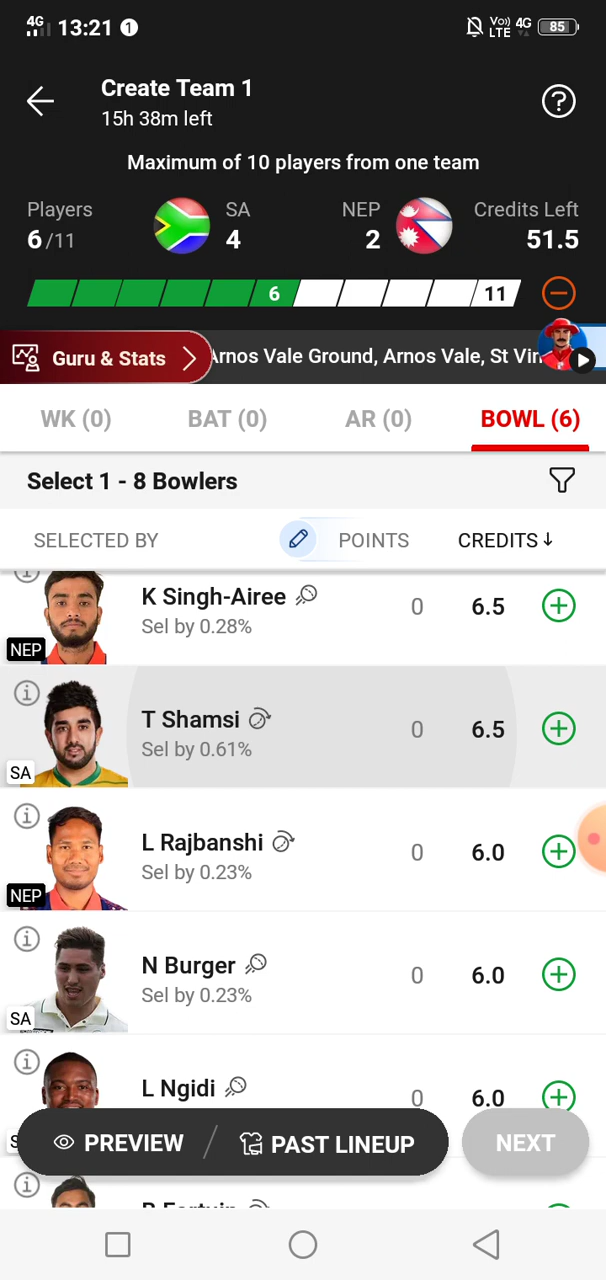 4G 13:21 1 Vo)) LTE 4G 85
Create Team 1
15h 38m left
?
Maximum of 10 players from one team
Players SA NEP Credits Left
6/11 4 2 51.5
6 11
Guru & Stats Arnos Vale Ground, Arnos Vale, St Vin
WK (0) BAT (0) AR (0) BOWL (6)
Select 1 - 8 Bowlers
SELECTED BY POINTS CREDITS↓
K Singh-Airee 0 6.5
Sel by 0.28%
NEP
T Shamsi 0 6.5
Sel by 0.61%
SA
L Rajbanshi 0 6.0
Sel by 0.23%
NEP
N Burger 0 6.0
Sel by 0.23%
SA
L Ngidi 0 6.0
PREVIEW / PAST LINEUP NEXT